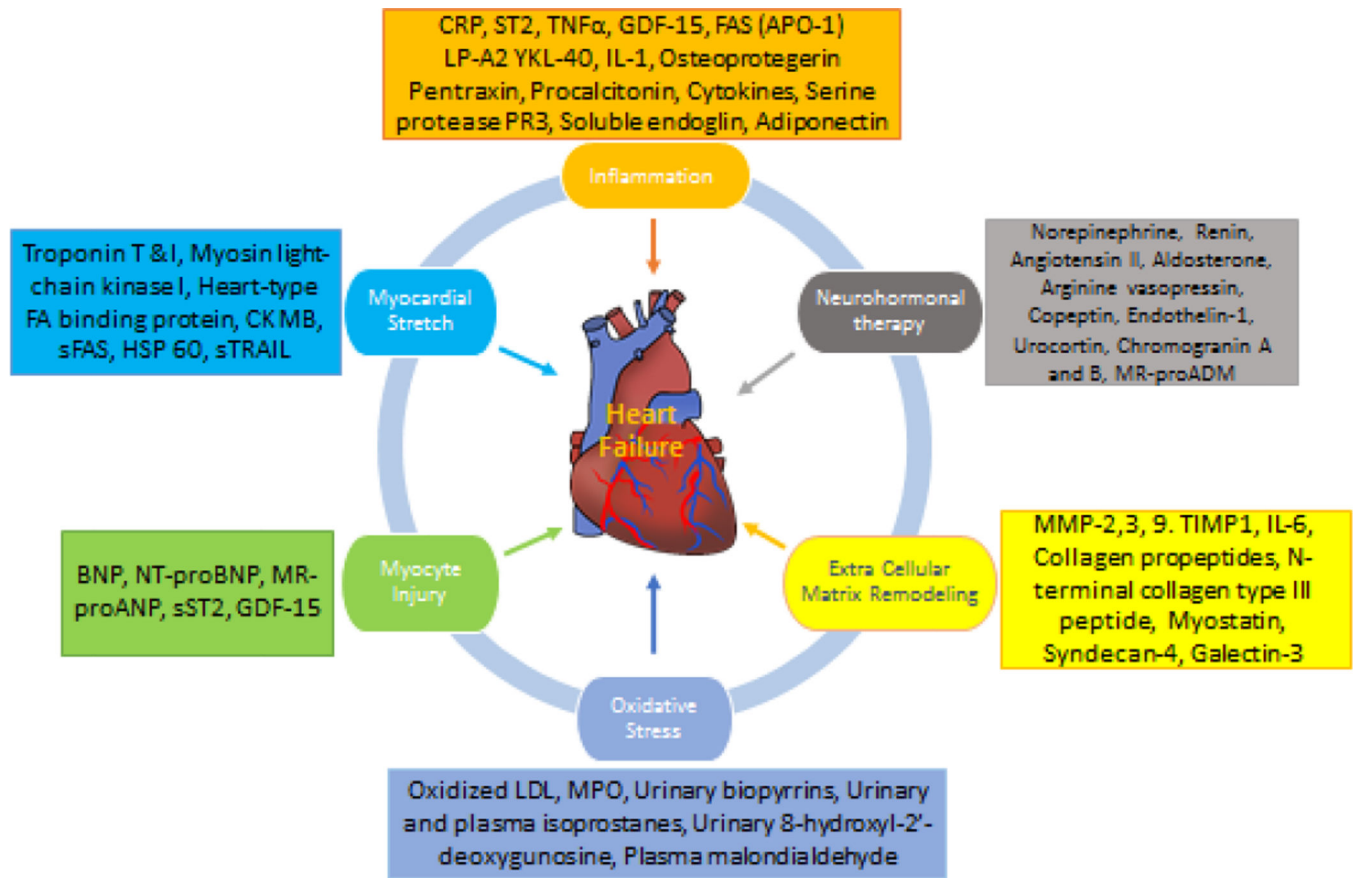 CRP, ST2, TNFα, GDF-15, FAS (APO-1)
LP-A2 YKL-40, IL-1, Osteoprotegerin
Pentraxin, Procalcitonin, Cytokines, Serine
protease PR3, Soluble endoglin, Adiponectin
Inflammation
Troponin T & I, Myosin light-
chain kinase I, Heart-type
FA binding protein, CKMB,
sFAS, HSP 60, sTRAIL
Myocardial
Stretch
Neurohormonal
therapy
Norepinephrine, Renin,
Angiotensin II, Aldosterone,
Arginine vasopressin,
Copeptin, Endothelin-1,
Urocortin, Chromogranin A
and B, MR-proADM
Heart
Failure
BNP, NT-proBNP, MR-
proANP, sST2, GDF-15
Myocyte
Injury
Extra Cellular
Matrix Remodeling
MMP-2,3, 9. TIMP1, IL-6,
Collagen propeptides, N-
terminal collagen type III
peptide, Myostatin,
Syndecan-4, Galectin-3
Oxidative
Stress
Oxidized LDL, MPO, Urinary biopyrrins, Urinary
and plasma isoprostanes, Urinary 8-hydroxyl-2’-
deoxygunosine, Plasma malondialdehyde